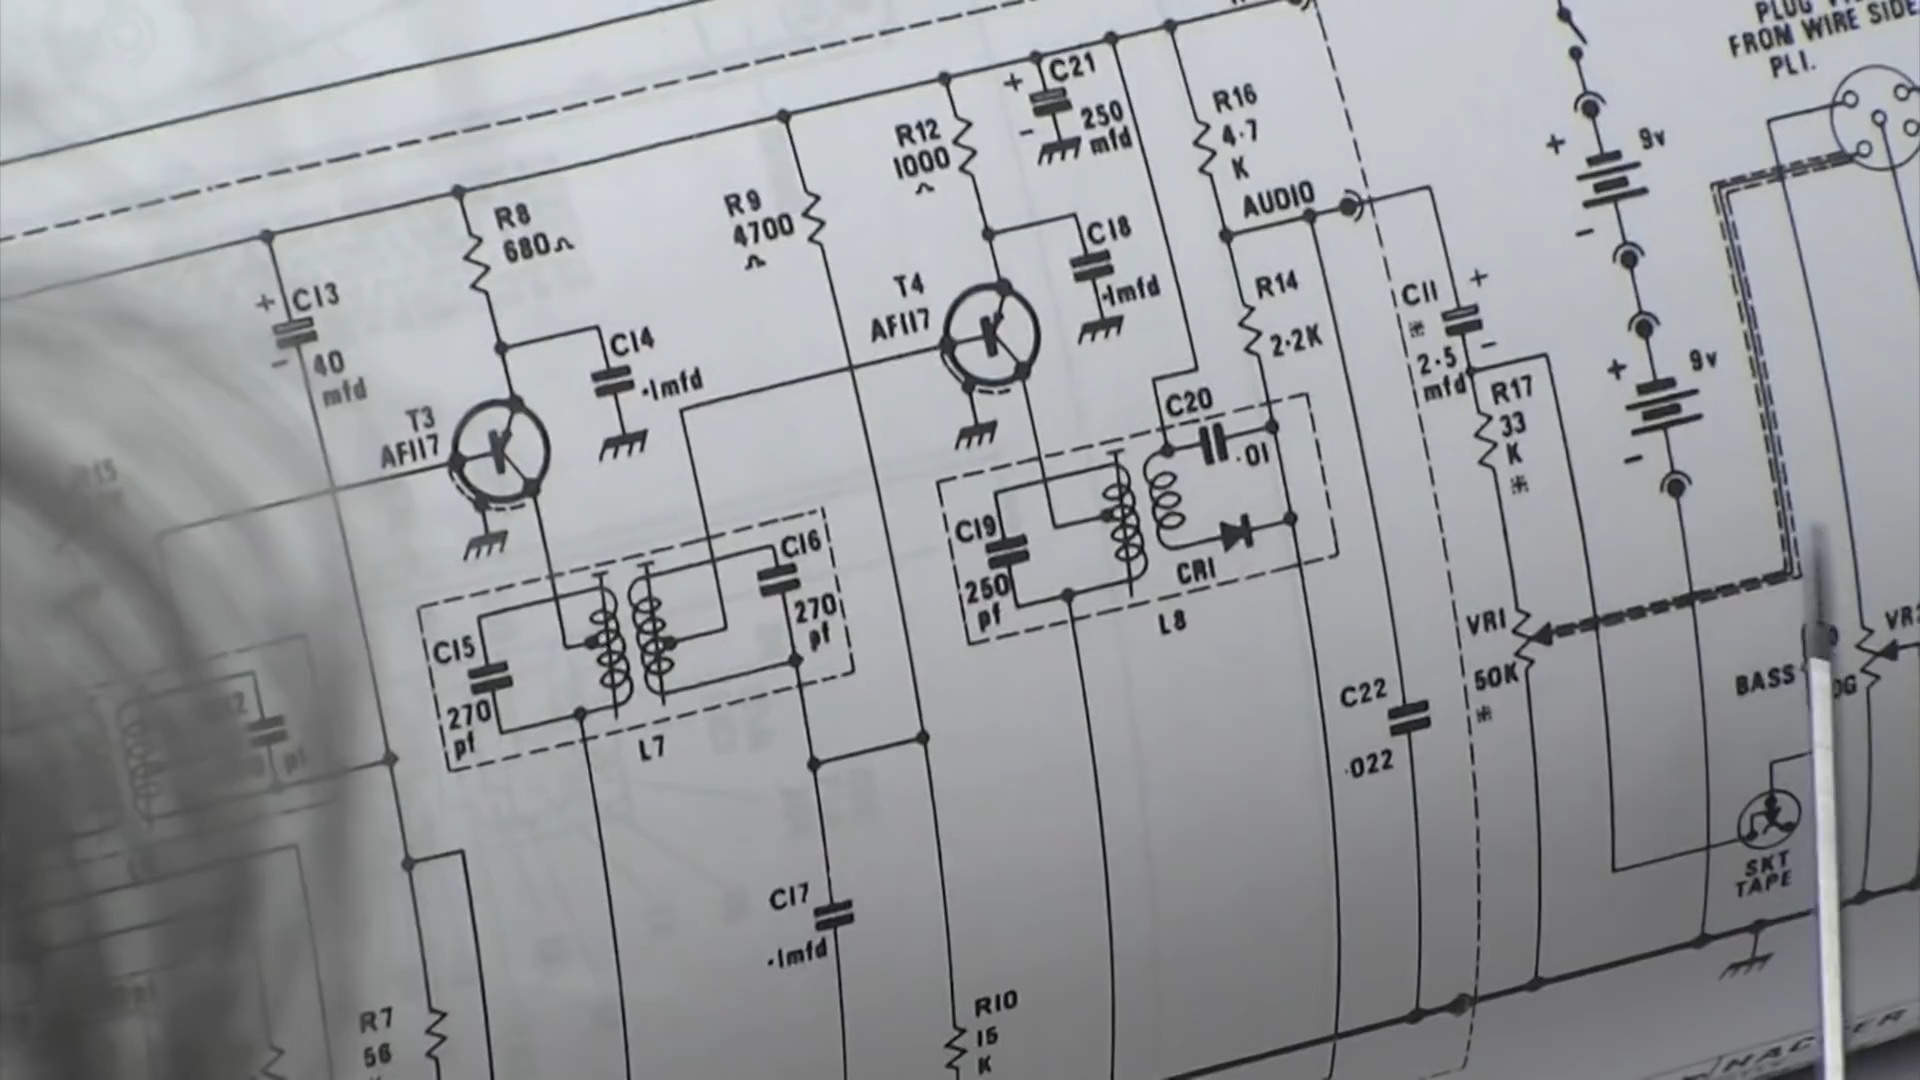 PLUG
FROM WIRE SIDE
PLI.
+
C21
-
250
mfd
R16
4·7
K
R12
1000
R9
4700
R8
680
C18
·1mfd
AUDIO
9v
+
-
+
C13
-
40
mfd
T4
AF117
R14
2·2K
C11
+
-
2·5
mfd
+
9v
-
C14
·1mfd
T3
AF117
R17
33
K
C20
·01
C19
250
pf
CR1
L8
C16
270
pf
C15
270
pf
L7
VR1
50K
VR2
BASS
C22
·022
C17
·1mfd
SKT
TAPE
R7
56
R10
15
K